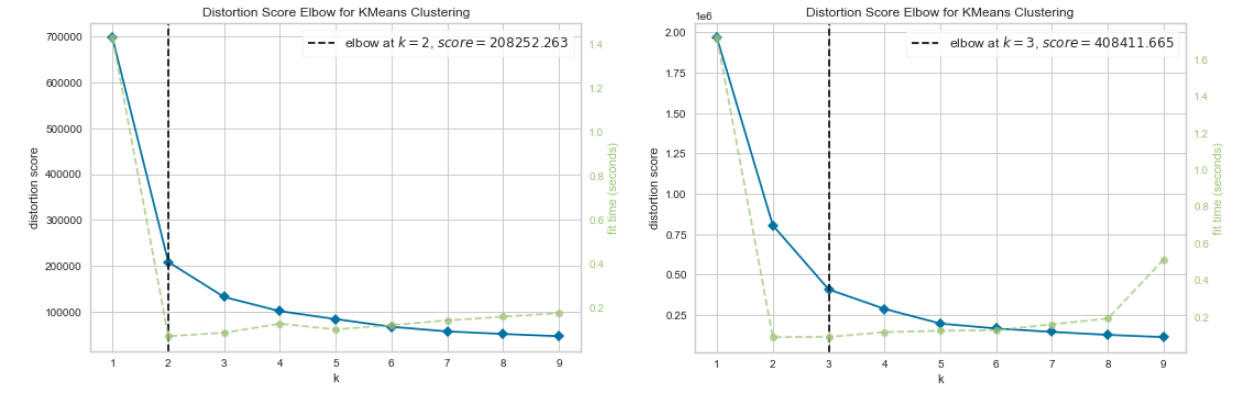 Distortion Score Elbow for KMeans Clustering
elbow at k = 2, score = 208252.263
700000
600000
500000
400000
300000
200000
100000
distortion score
1.4
1.2
1.0
0.8
0.6
0.4
0.2
fit time (seconds)
1 2 3 4 5 6 7 8 9
k
Distortion Score Elbow for KMeans Clustering
1e6
elbow at k = 3, score = 408411.665
2.00
1.75
1.50
1.25
1.00
0.75
0.50
0.25
distortion score
1.6
1.4
1.2
1.0
0.8
0.6
0.4
0.2
fit time (seconds)
1 2 3 4 5 6 7 8 9
k